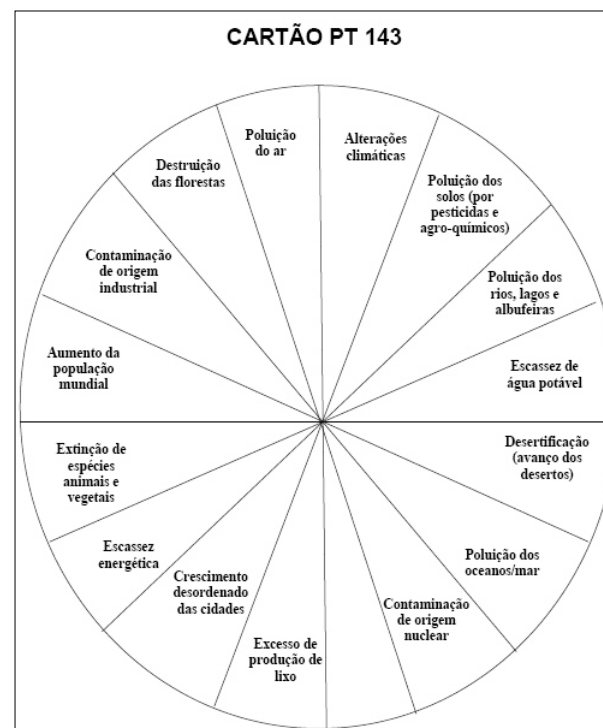 CARTÃO PT 143
Poluição
do ar
Alterações
climáticas
Destruição
das florestas
Poluição dos
solos (por
pesticidas e
agro-químicos)
Contaminação
de origem
industrial
Poluição dos
rios, lagos e
albufeiras
Aumento da
população
mundial
Escassez de
água potável
Extinção de
espécies
animais e
vegetais
Desertificação
(avanço dos
desertos)
Escassez
energética
Poluição dos
oceanos/mar
Crescimento
desordenado
das cidades
Contaminação
de origem
nuclear
Excesso de
produção de
lixo